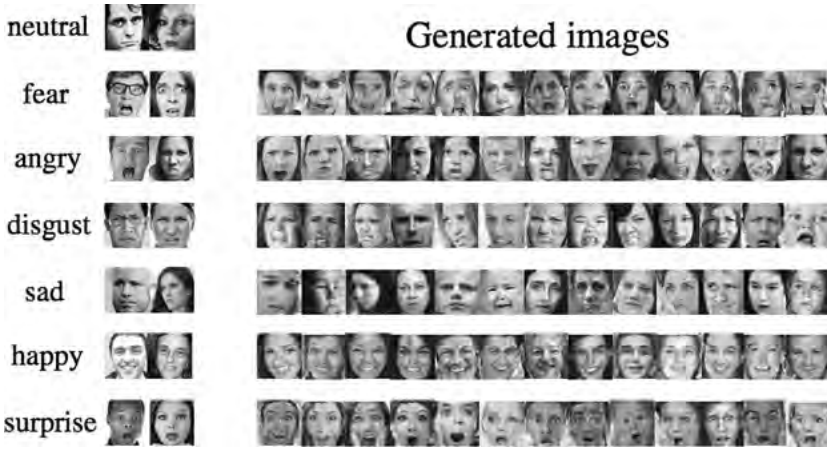 neutral
Generated images
fear
angry
disgust
sad
happy
surprise